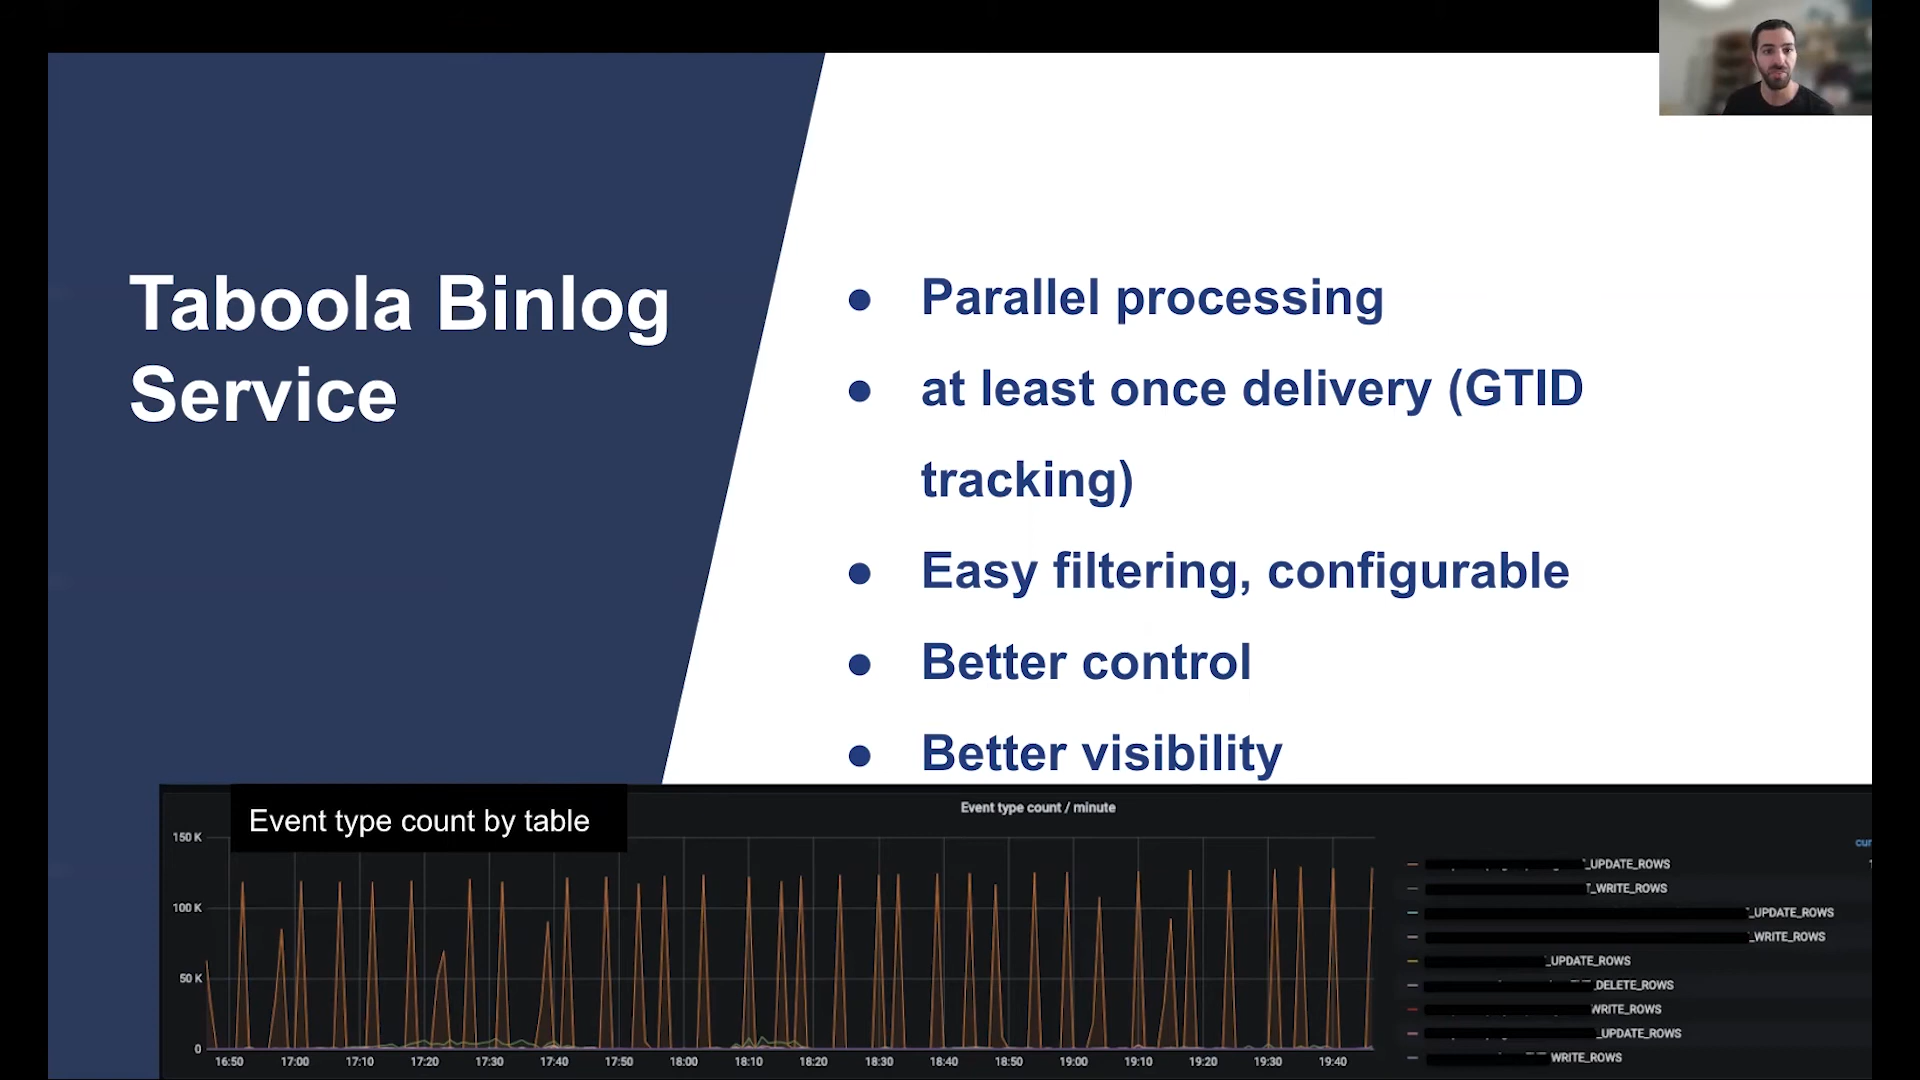 Taboola Binlog
Service
● Parallel processing
● at least once delivery (GTID
tracking)
● Easy filtering, configurable
● Better control
● Better visibility
Event type count by table
Event type count / minute
150 K
100 K
50 K
0
16:50 17:00 17:10 17:20 17:30 17:40 17:50 18:00 18:10 18:20 18:30 18:40 18:50 19:00 19:10 19:20 19:30 19:40
cur
_UPDATE_ROWS
_WRITE_ROWS
_UPDATE_ROWS
_WRITE_ROWS
_UPDATE_ROWS
_DELETE_ROWS
WRITE_ROWS
_UPDATE_ROWS
WRITE_ROWS